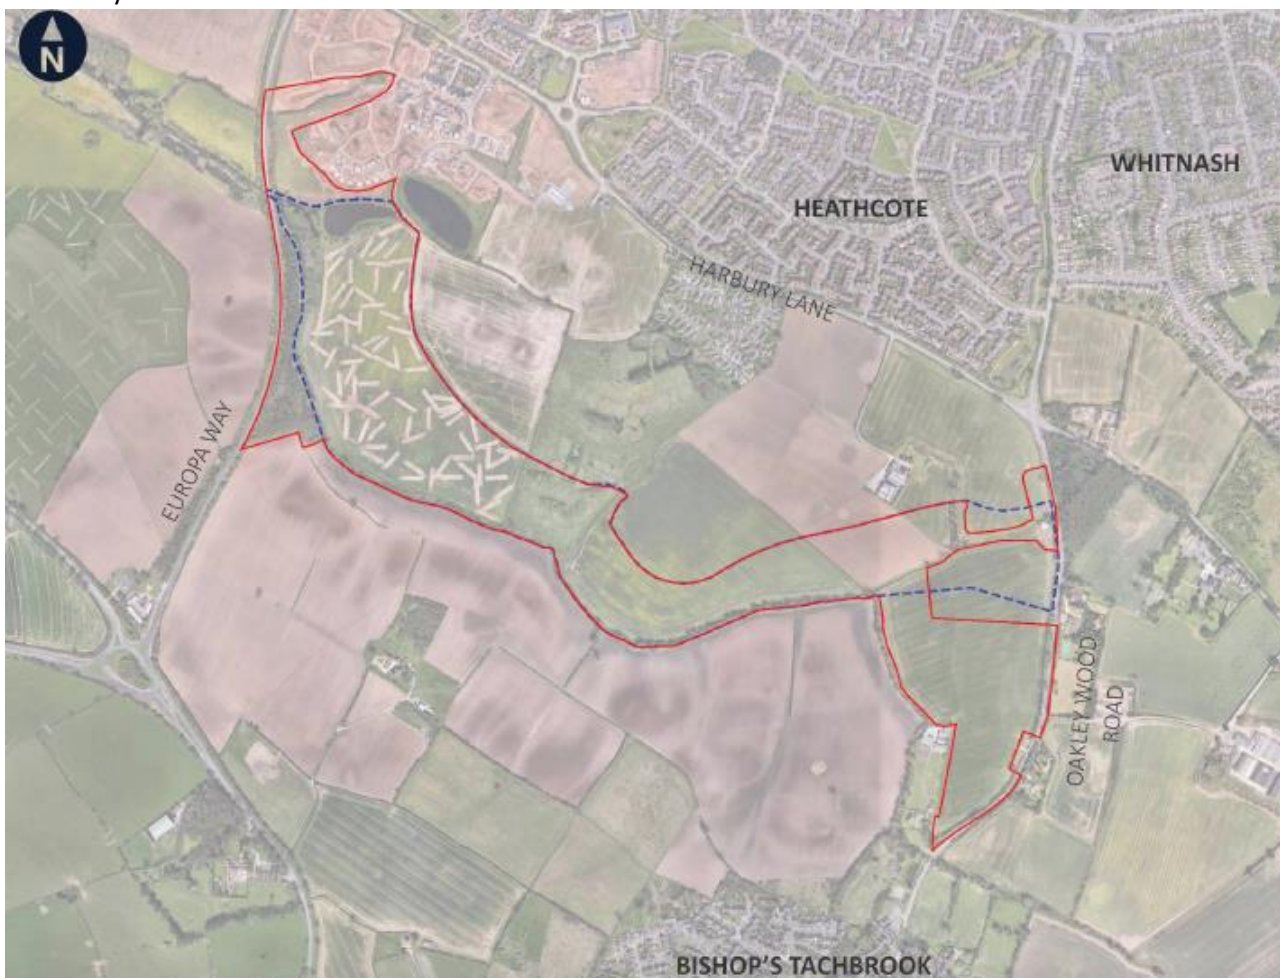 N
WHITNASH
HEATHCOTE
HARBURY LANE
EUROPA WAY
OAKLEY WOOD
ROAD
BISHOP'S TACHBROOK